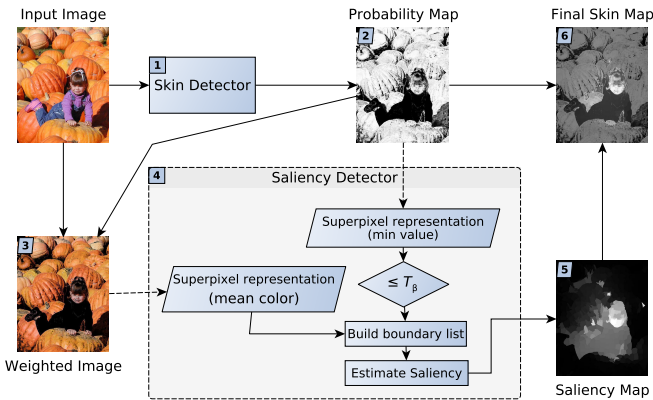 Input Image
Probability Map
Final Skin Map
1
Skin Detector
2
6
4
Saliency Detector
Superpixel representation
(min value)
3
Superpixel representation
(mean color)
≤ Tβ
5
Build boundary list
Estimate Saliency
Weighted Image
Saliency Map